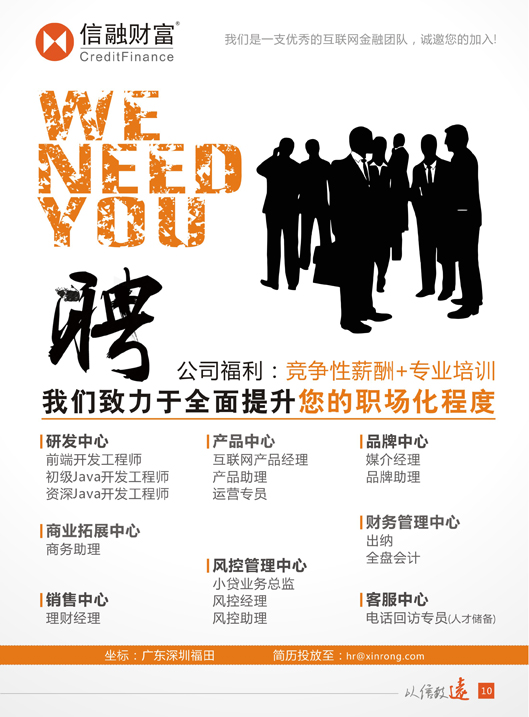 信融财富®
CreditFinance
我们是一支优秀的互联网金融团队，诚邀您的加入!
WE
NEED
YOU
聘
公司福利：竞争性薪酬+专业培训
我们致力于全面提升您的职场化程度
研发中心
前端开发工程师
初级Java开发工程师
资深Java开发工程师
商业拓展中心
商务助理
销售中心
理财经理
产品中心
互联网产品经理
产品助理
运营专员
风控管理中心
小贷业务总监
风控经理
风控助理
品牌中心
媒介经理
品牌助理
财务管理中心
出纳
全盘会计
客服中心
电话回访专员(人才储备)
坐标：广东深圳福田 简历投放至：hr@xinrong.com
以信致遠 10